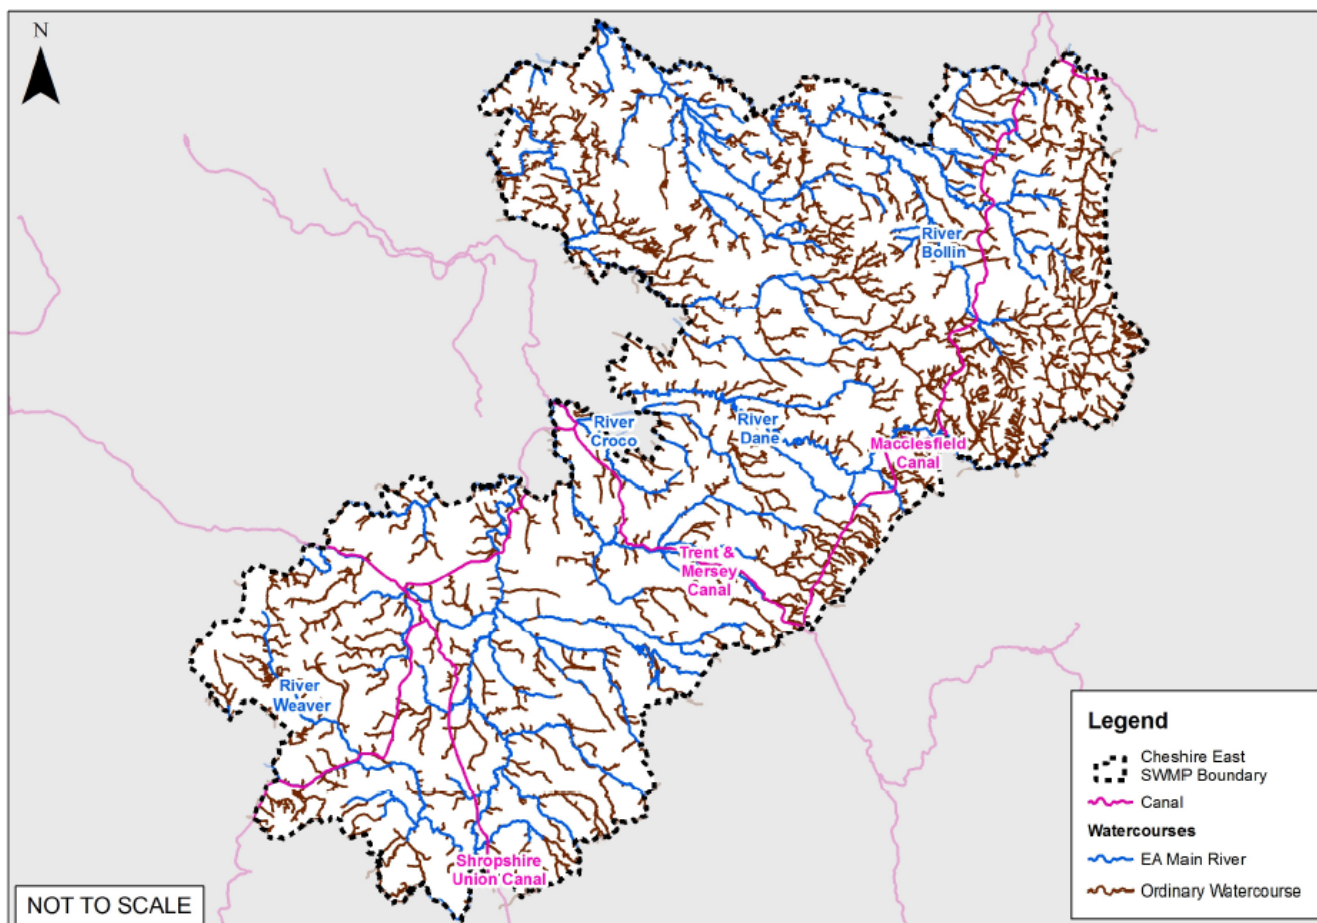 N
River
Bollin
River
Croco
River
Dane
Macclesfield
Canal
Trent &
Mersey
Canal
River
Weaver
Shropshire
Union Canal
Legend
Cheshire East
SWMP Boundary
Canal
Watercourses
EA Main River
Ordinary Watercourse
NOT TO SCALE